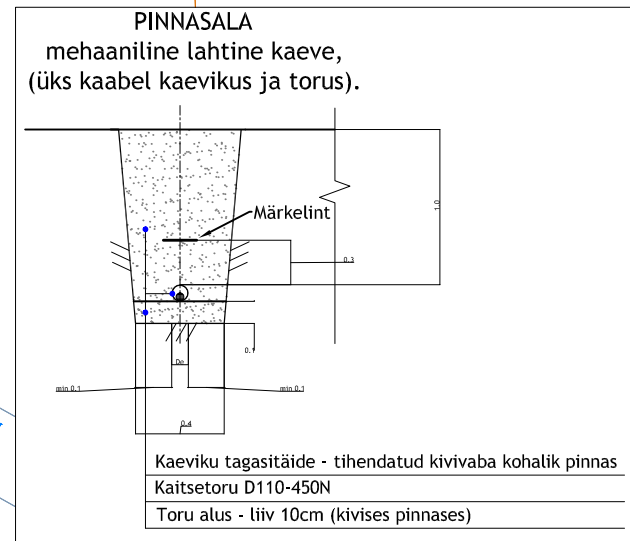 PINNASALA
mehaaniline lahtine kaeve,
(üks kaabel kaevikus ja torus).
Märkelint
1.0
0.3
0.1
De
min 0.1
min 0.1
0.4
Kaeviku tagasitäide - tihendatud kivivaba kohalik pinnas
Kaitsetoru D110-450N
Toru alus - liiv 10cm (kivises pinnases)